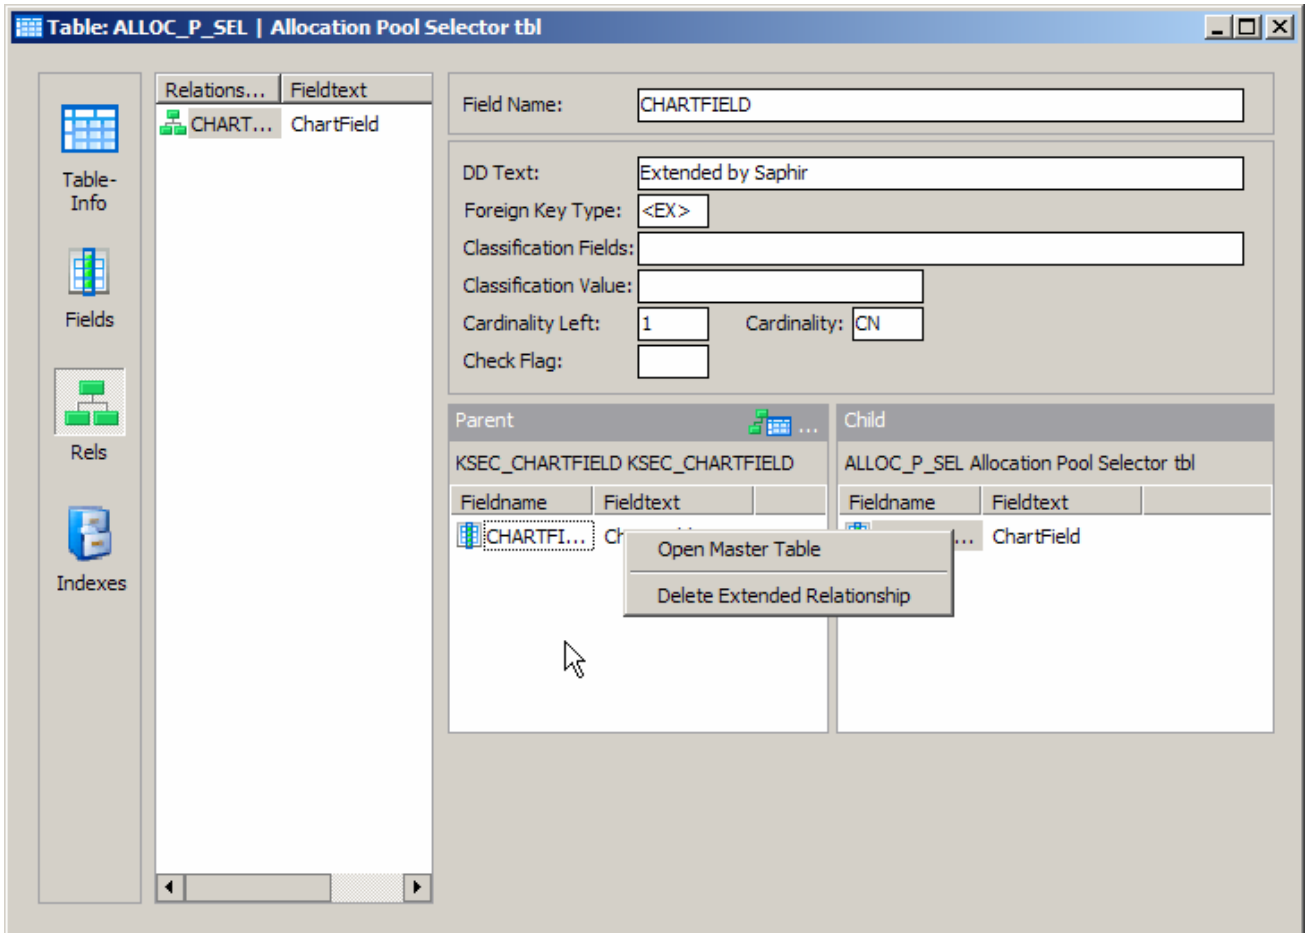 Table: ALLOC_P_SEL | Allocation Pool Selector tbl
Table-
Info
Fields
Rels
Indexes
Relations... Fieldtext
CHART... ChartField
Field Name: CHARTFIELD
DD Text: Extended by Saphir
Foreign Key Type: <EX>
Classification Fields:
Classification Value:
Cardinality Left: 1 Cardinality: CN
Check Flag:
Parent ...
KSEC_CHARTFIELD KSEC_CHARTFIELD
Fieldname Fieldtext
CHARTFI...
Open Master Table
Delete Extended Relationship
Child
ALLOC_P_SEL Allocation Pool Selector tbl
Fieldname Fieldtext
... ChartField